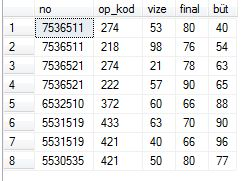 no op_kod vize final büt
1 7536511 274 53 80 40
2 7536511 218 98 76 54
3 7536521 274 21 78 63
4 7536521 222 57 90 65
5 6532510 372 60 66 88
6 5531519 433 63 70 90
7 5531519 421 40 66 96
8 5530535 421 50 80 77